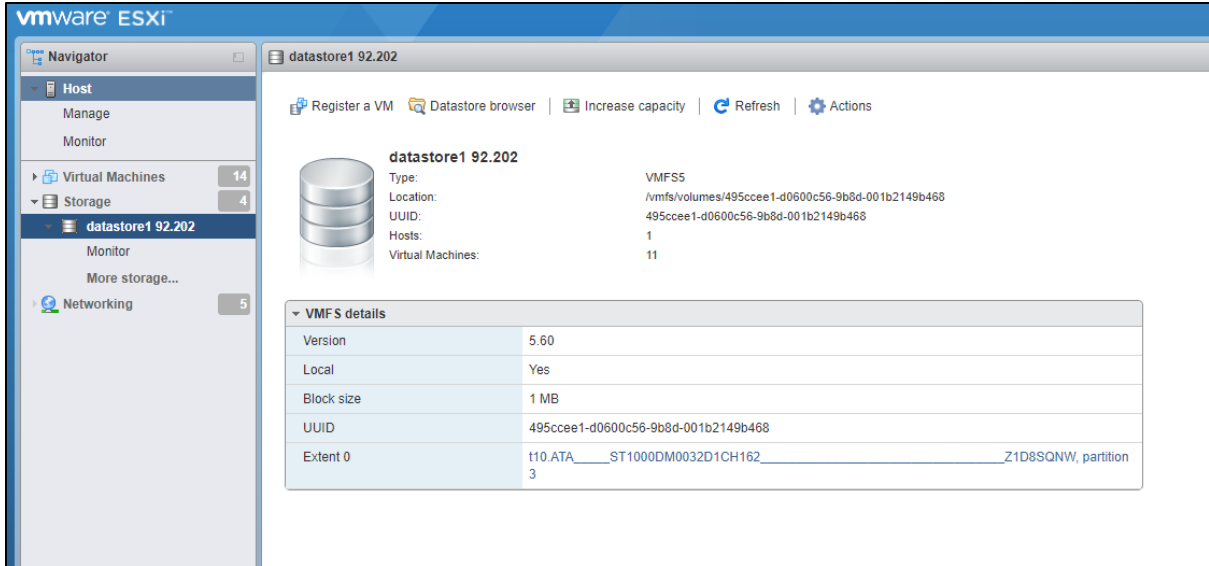 vmware ESXi™
Navigator
Host
Manage
Monitor
Virtual Machines 14
Storage 4
datastore1 92.202
Monitor
More storage...
Networking 5
datastore1 92.202
Register a VM Datastore browser Increase capacity Refresh Actions
datastore1 92.202
Type: VMFS5
Location: /vmfs/volumes/495ccee1-d0600c56-9b8d-001b2149b468
UUID: 495ccee1-d0600c56-9b8d-001b2149b468
Hosts: 1
Virtual Machines: 11
VMFS details
Version 5.60
Local Yes
Block size 1 MB
UUID 495ccee1-d0600c56-9b8d-001b2149b468
Extent 0 t10.ATA_____ST1000DM0032D1CH162__________________________________Z1D8SQNW, partition
3